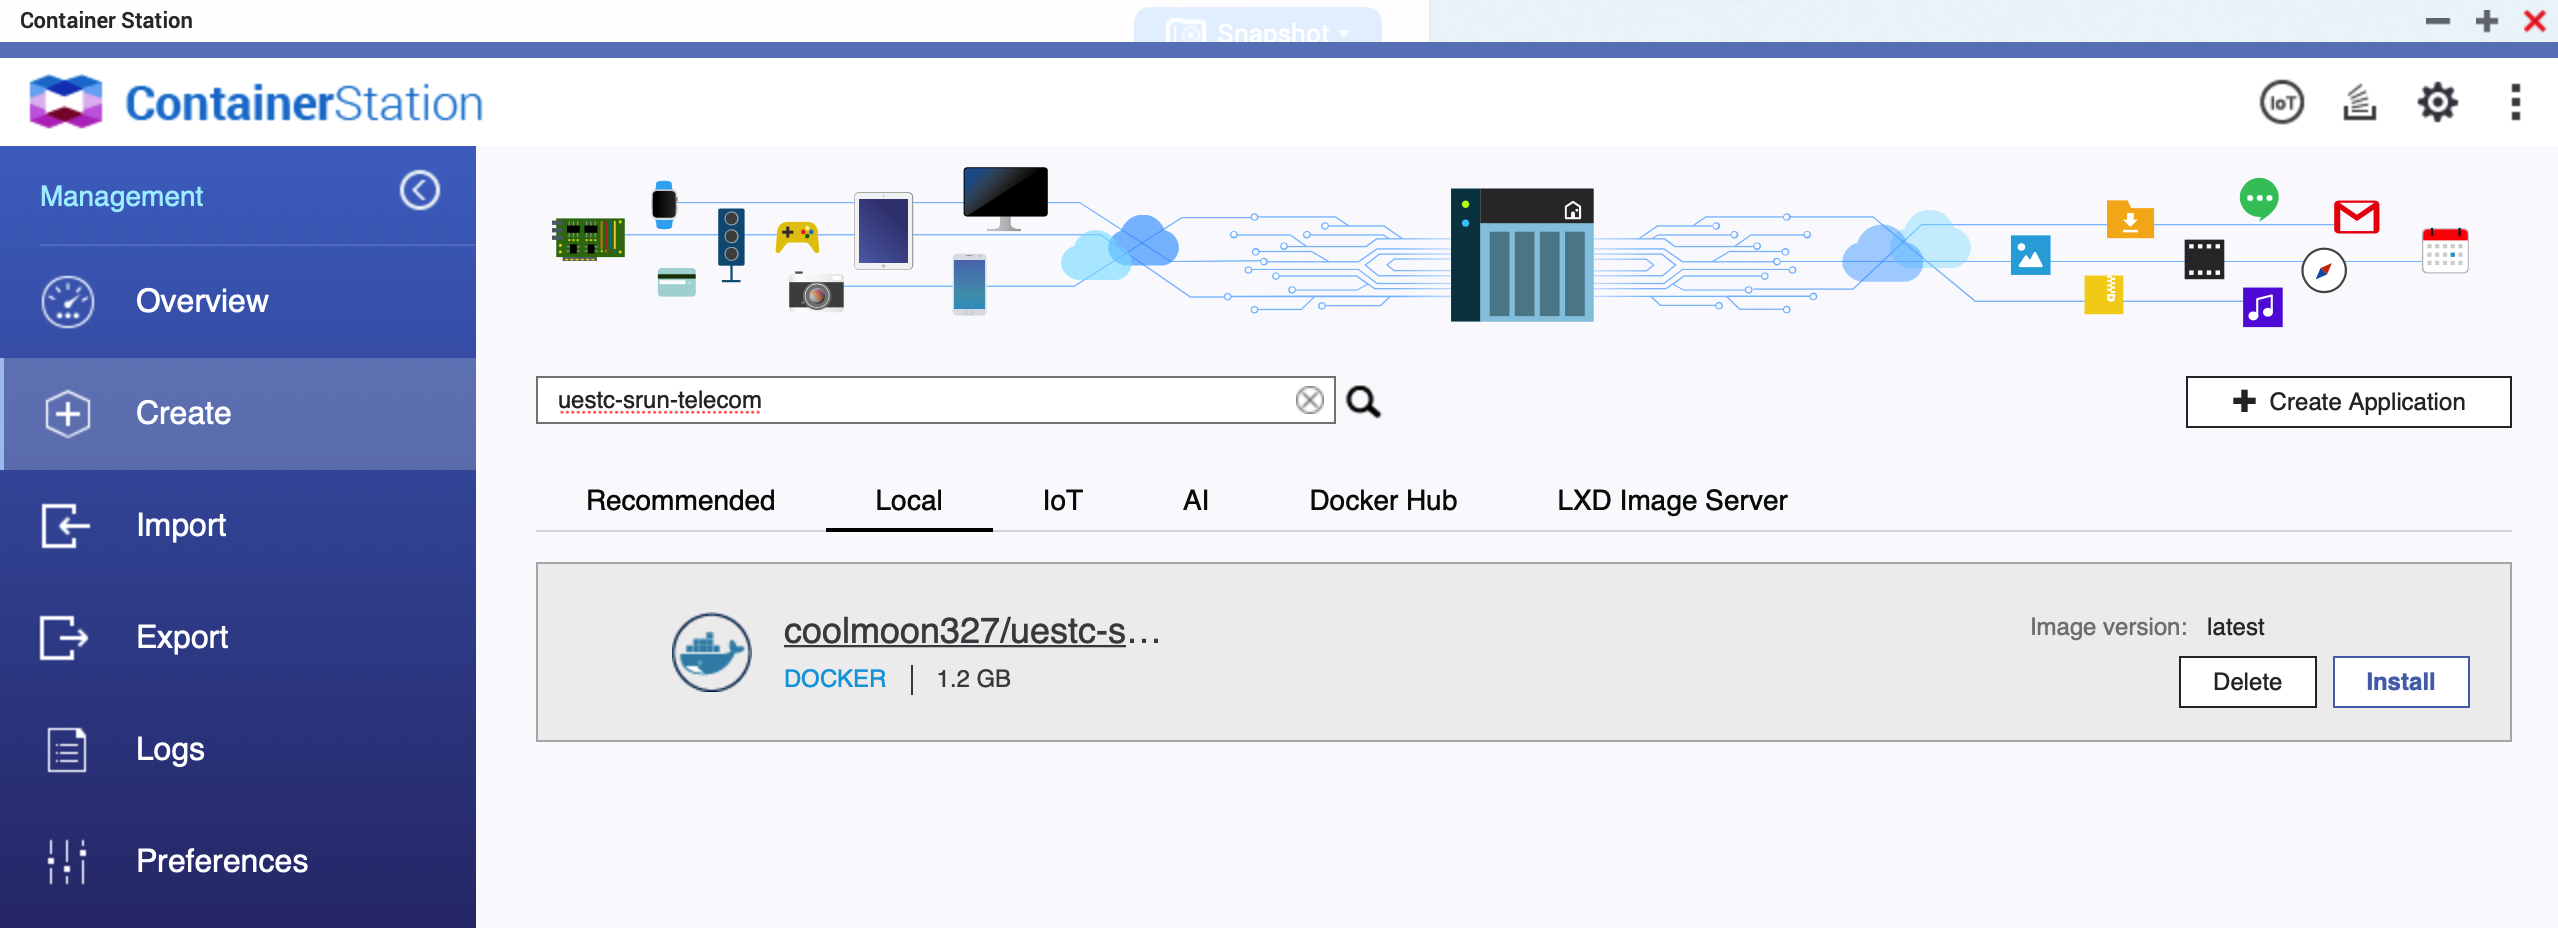 Container Station
Snapshot
ContainerStation
IoT
Management
Overview
Create
Import
Export
Logs
Preferences
uestc-srun-telecom
Create Application
Recommended Local IoT AI Docker Hub LXD Image Server
coolmoon327/uestc-s...
DOCKER | 1.2 GB
Image version: latest
Delete Install